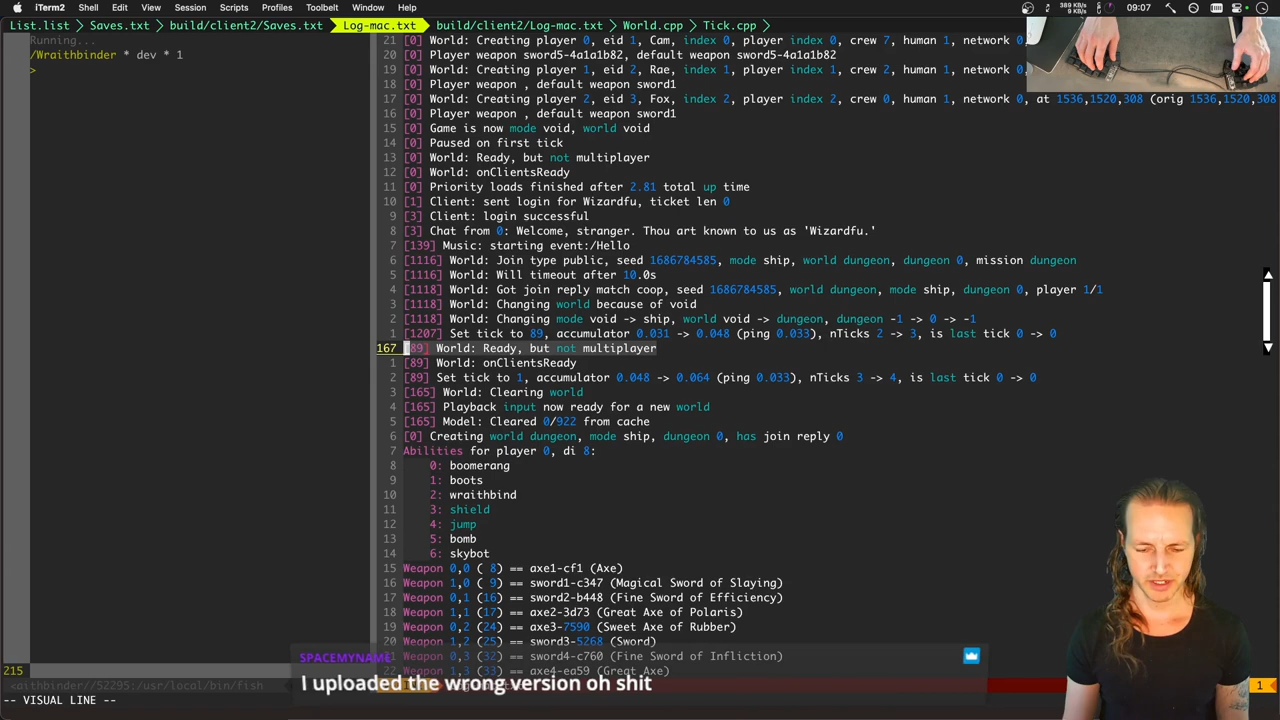 iTerm2 Shell Edit View Session Scripts Profiles Toolbelt Window Help 389 KB 9 KB/s 09:07
List.list Saves.txt build/client2/Saves.txt Log-mac.txt build/client2/Log-mac.txt World.cpp Tick.cpp
Running...
/Wraithbinder * dev * 1
>
21 [0] World: Creating player 0, eid 1, Cam, index 0, player index 0, crew 7, human 1, network 0,
20 [0] Player weapon sword5-4a1a1b82, default weapon sword5-4a1a1b82
19 [0] World: Creating player 1, eid 2, Rae, index 1, player index 1, crew 2, human 1, network 0,
18 [0] Player weapon , default weapon sword1
17 [0] World: Creating player 2, eid 3, Fox, index 2, player index 2, crew 0, human 1, network 0, at 1536,1520,308 (orig 1536,1520,308
16 [0] Player weapon , default weapon sword1
15 [0] Game is now mode void, world void
14 [0] Paused on first tick
13 [0] World: Ready, but not multiplayer
12 [0] World: onClientsReady
11 [0] Priority loads finished after 2.81 total up time
10 [1] Client: sent login for Wizardfu, ticket len 0
9 [3] Client: login successful
8 [3] Chat from 0: Welcome, stranger. Thou art known to us as 'Wizardfu.'
7 [139] Music: starting event:/Hello
6 [1116] World: Join type public, seed 1686784585, mode ship, world dungeon, dungeon 0, mission dungeon
5 [1116] World: Will timeout after 10.0s
4 [1118] World: Got join reply match coop, seed 1686784585, world dungeon, mode ship, dungeon 0, player 1/1
3 [1118] World: Changing world because of void
2 [1118] World: Changing mode void -> ship, world void -> dungeon, dungeon -1 -> 0 -> -1
1 [1207] Set tick to 89, accumulator 0.031 -> 0.048 (ping 0.033), nTicks 2 -> 3, is last tick 0 -> 0
167 [89] World: Ready, but not multiplayer
1 [89] World: onClientsReady
2 [89] Set tick to 1, accumulator 0.048 -> 0.064 (ping 0.033), nTicks 3 -> 4, is last tick 0 -> 0
3 [165] World: Clearing world
4 [165] Playback input now ready for a new world
5 [165] Model: Cleared 0/922 from cache
6 [0] Creating world dungeon, mode ship, dungeon 0, has join reply 0
7 Abilities for player 0, di 8:
8 0: boomerang
9 1: boots
10 2: wraithbind
11 3: shield
12 4: jump
13 5: bomb
14 6: skybot
15 Weapon 0,0 ( 8) == axe1-cf1 (Axe)
16 Weapon 1,0 ( 9) == sword1-c347 (Magical Sword of Slaying)
17 Weapon 0,1 (16) == sword2-b448 (Fine Sword of Efficiency)
18 Weapon 1,1 (17) == axe2-3d73 (Great Axe of Polaris)
19 Weapon 0,2 (24) == axe3-7590 (Sweet Axe of Rubber)
20 Weapon 1,2 (25) == sword3-5268 (Sword)
21 Weapon 0,3 (32) == sword4-c760 (Fine Sword of Infliction)
22 Weapon 1,3 (33) == axe4-ea59 (Great Axe)
SPACEMYNAME
I uploaded the wrong version oh shit
215
<aithbinder//52295:/usr/local/bin/fish
1
-- VISUAL LINE --